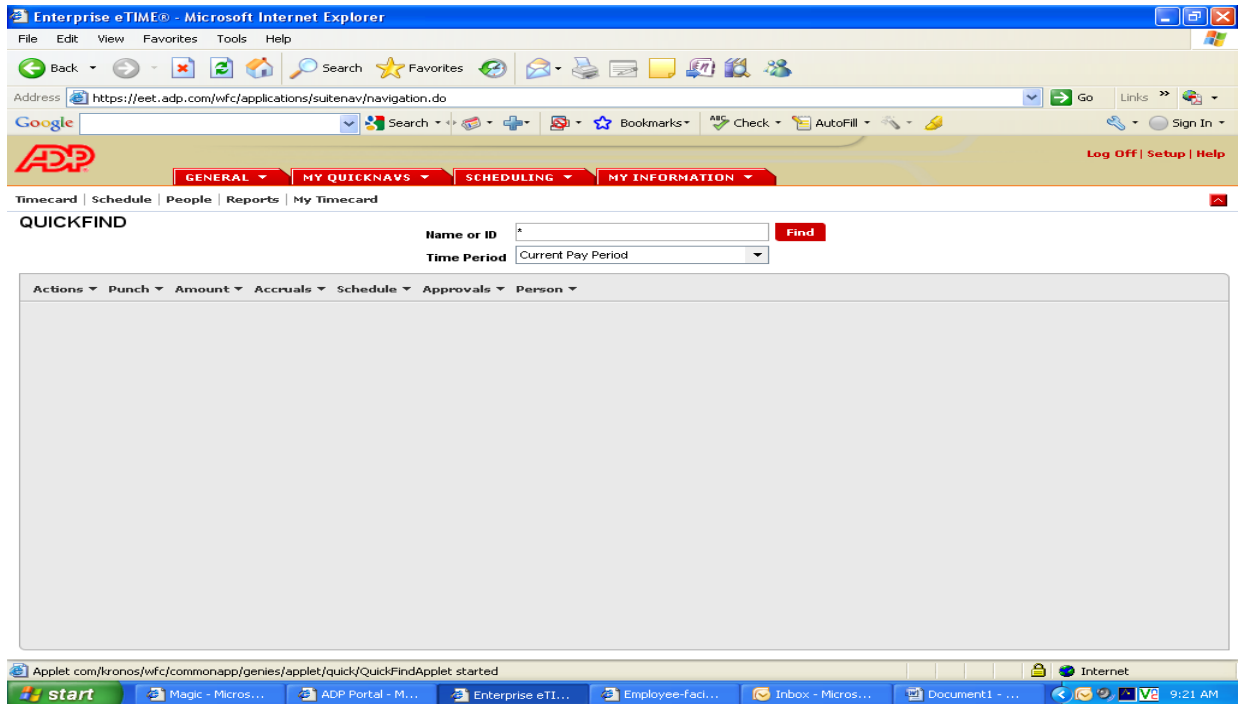 Enterprise eTIME® - Microsoft Internet Explorer
File Edit View Favorites Tools Help
Back Search Favorites
Address https://eet.adp.com/wfc/applications/suitenav/navigation.do Go Links »
Google Search Bookmarks ABC Check AutoFill Sign In
ADP Log Off | Setup | Help
GENERAL MY QUICKNAVS SCHEDULING MY INFORMATION
Timecard | Schedule | People | Reports | My Timecard
QUICKFIND
Name or ID * Find
Time Period Current Pay Period
Actions Punch Amount Accruals Schedule Approvals Person
Applet com/kronos/wfc/commonapp/genies/applet/quick/QuickFindApplet started Internet
start Magic - Micros... ADP Portal - M... Enterprise eTI... Employee-faci... Inbox - Micros... Document1 - ... V2 9:21 AM